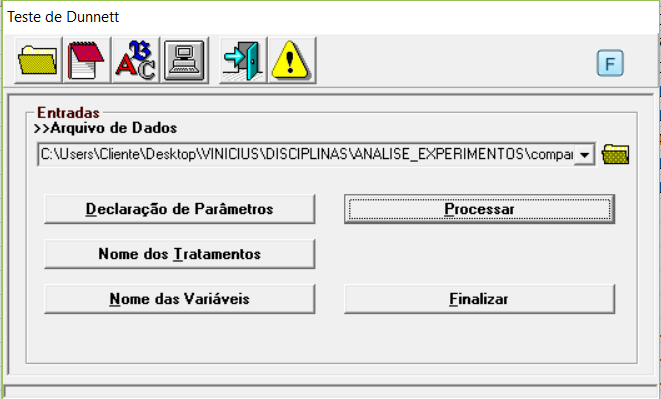 Teste de Dunnett
A B C
F
Entradas
>>Arquivo de Dados
C:\Users\Cliente\Desktop\VINICIUS\DISCIPLINAS\ANALISE_EXPERIMENTOS\compar
Declaração de Parâmetros
Processar
Nome dos Tratamentos
Nome das Variáveis
Finalizar